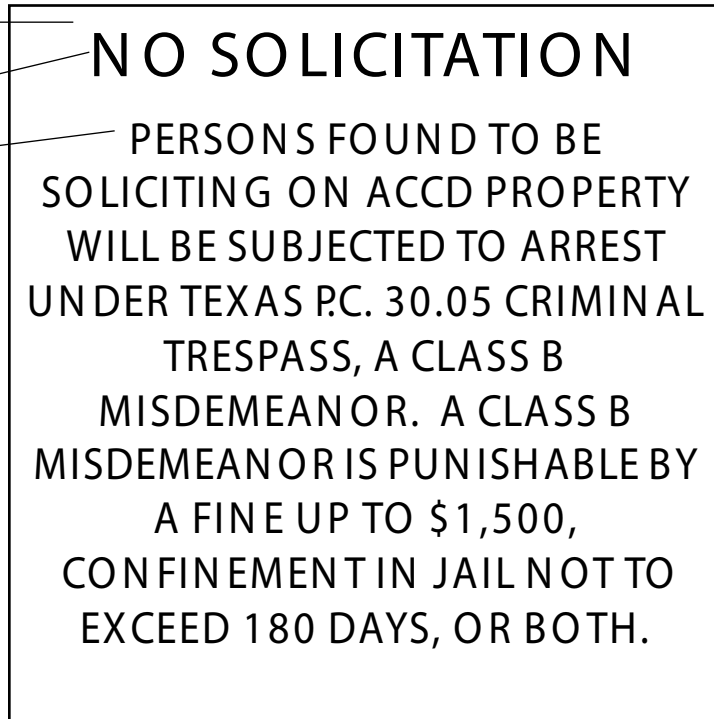 NO SOLICITATION
PERSONS FOUND TO BE
SOLICITING ON ACCD PROPERTY
WILL BE SUBJECTED TO ARREST
UNDER TEXAS P.C. 30.05 CRIMINAL
TRESPASS, A CLASS B
MISDEMEANOR. A CLASS B
MISDEMEANOR IS PUNISHABLE BY
A FINE UP TO $1,500,
CONFINEMENT IN JAIL NOT TO
EXCEED 180 DAYS, OR BOTH.